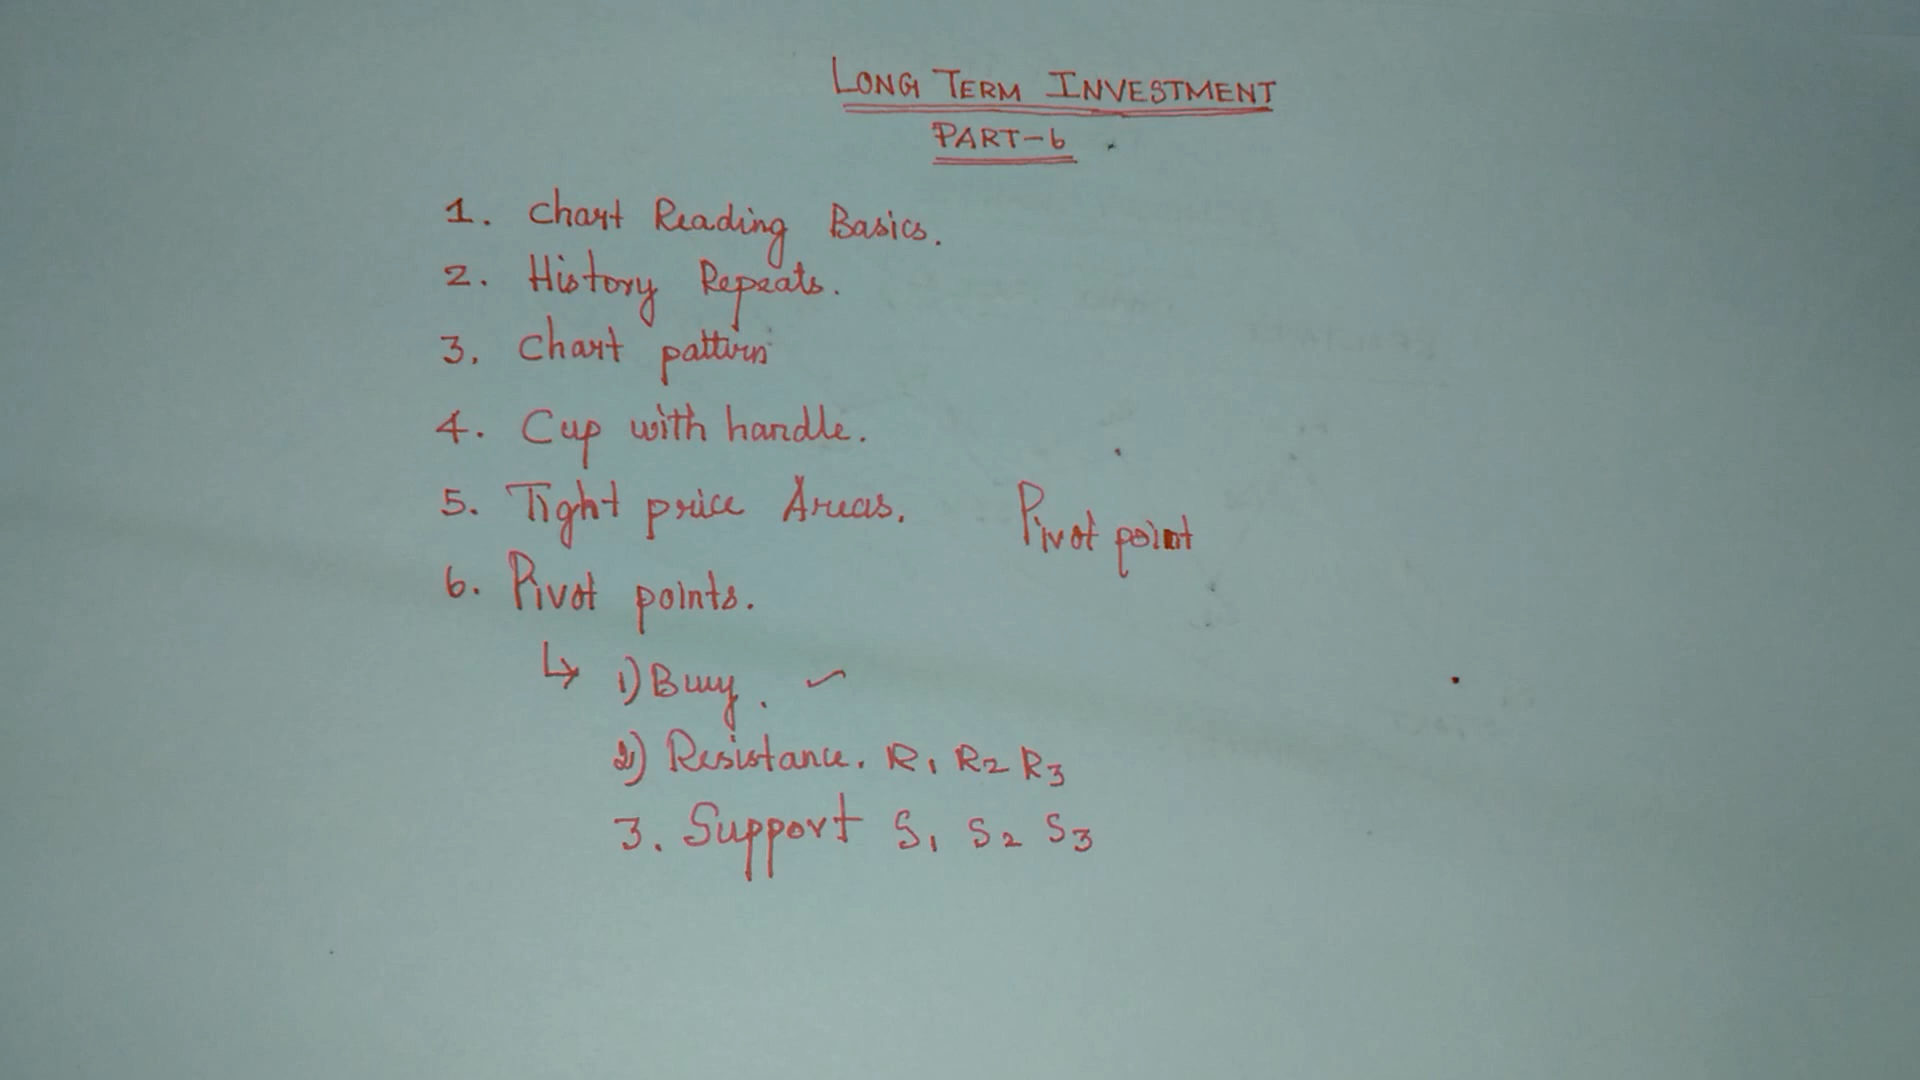 LONG TERM INVESTMENT
PART-6
1. Chart Reading Basics.
2. History Repeats.
3. Chart pattern
4. Cup with handle.
5. Tight price Areas.
Pivot point
6. Pivot points.
↳ 1) Buy. ✓
2) Resistance. R1 R2 R3
3. Support S1 S2 S3